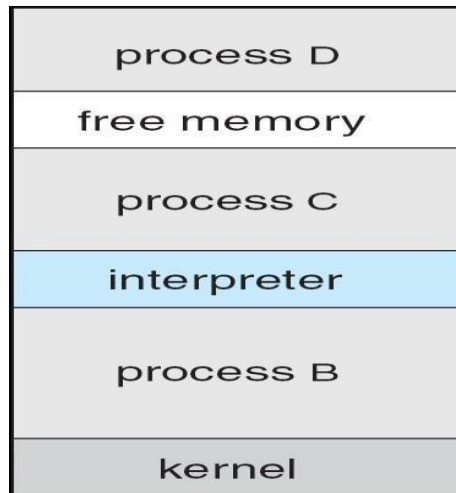 process D
free memory
process C
interpreter
process B
kernel